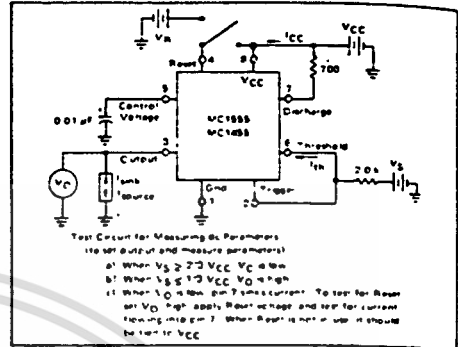 VR
VCC
ICC
Reset 4
8
VCC
700
5
Control
Voltage
0.01 µF
7
Discharge
MC1555
MC1455
3
Output
6
Threshold
Ith
VS
2.0 k
VO
Isink
Isource
Gnd
1
Trigger
2
Test Circuit for Measuring dc Parameters
(to set output and measure parameters)
a) When VS ≥ 2/3 VCC VO is low
b) When VS ≤ 1/3 VCC VO is high
c) When VO is low, pin 7 sinks current. To test for Reset
set VO high apply Reset voltage and test for current
flowing into pin 7. When Reset is not in use it should
be tied to VCC